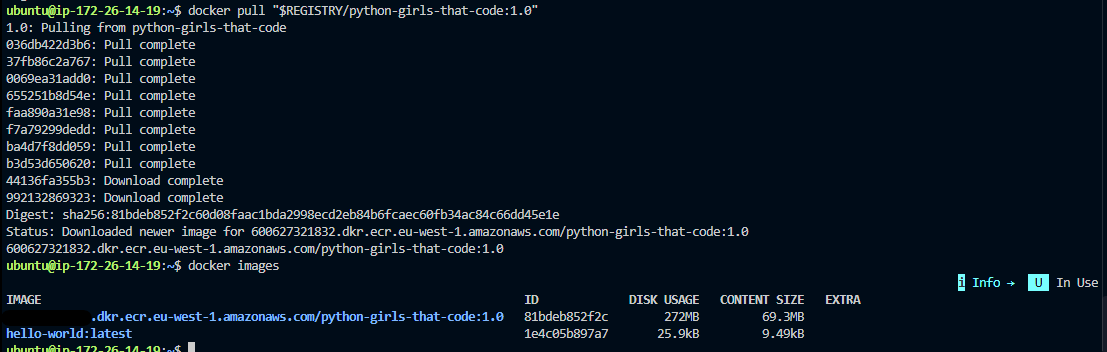 ubuntu@ip-172-26-14-19:~$ docker pull "$REGISTRY/python-girls-that-code:1.0"
1.0: Pulling from python-girls-that-code
036db422d3b6: Pull complete
37fb86c2a767: Pull complete
0069ea31add0: Pull complete
655251b8d54e: Pull complete
faa890a31e98: Pull complete
f7a79299dedd: Pull complete
ba4d7f8dd059: Pull complete
b3d53d650620: Pull complete
44136fa355b3: Download complete
992132869323: Download complete
Digest: sha256:81bdeb852f2c60d08faac1bda2998ecd2eb84b6fcaec60fb34ac84c66dd45e1e
Status: Downloaded newer image for 600627321832.dkr.ecr.eu-west-1.amazonaws.com/python-girls-that-code:1.0
600627321832.dkr.ecr.eu-west-1.amazonaws.com/python-girls-that-code:1.0
ubuntu@ip-172-26-14-19:~$ docker images
i Info → U In Use
IMAGE ID DISK USAGE CONTENT SIZE EXTRA
.dkr.ecr.eu-west-1.amazonaws.com/python-girls-that-code:1.0 81bdeb852f2c 272MB 69.3MB
hello-world:latest 1e4c05b897a7 25.9kB 9.49kB
ubuntu@ip-172-26-14-19:~$